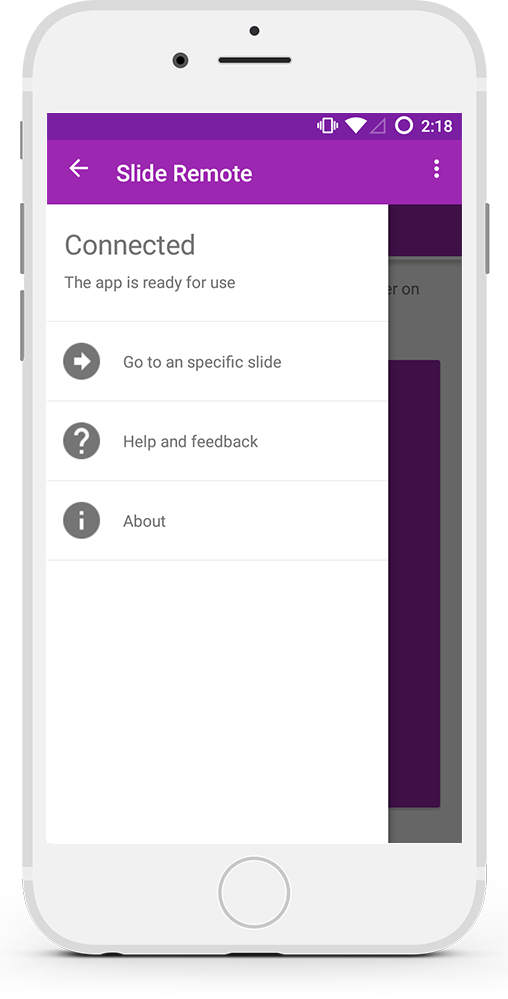 2:18
Slide Remote
Connected
The app is ready for use
er on
Go to an specific slide
Help and feedback
About